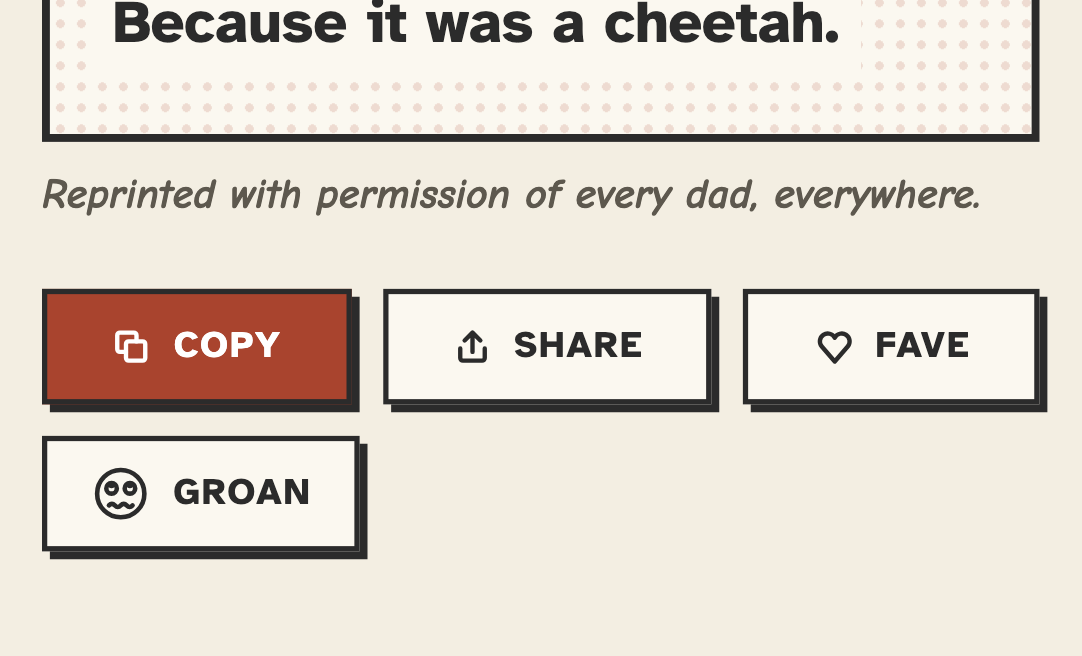 Because it was a cheetah.
Reprinted with permission of every dad, everywhere.
COPY SHARE FAVE
GROAN